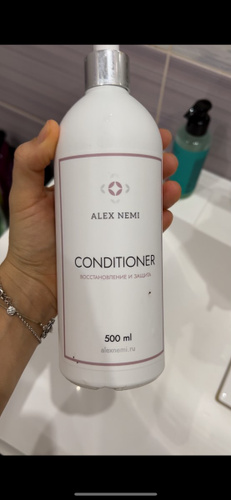 ALEX NEMI
CONDITIONER
ВОССТАНОВЛЕНИЕ И ЗАЩИТА
500 ml
alexnemi.ru